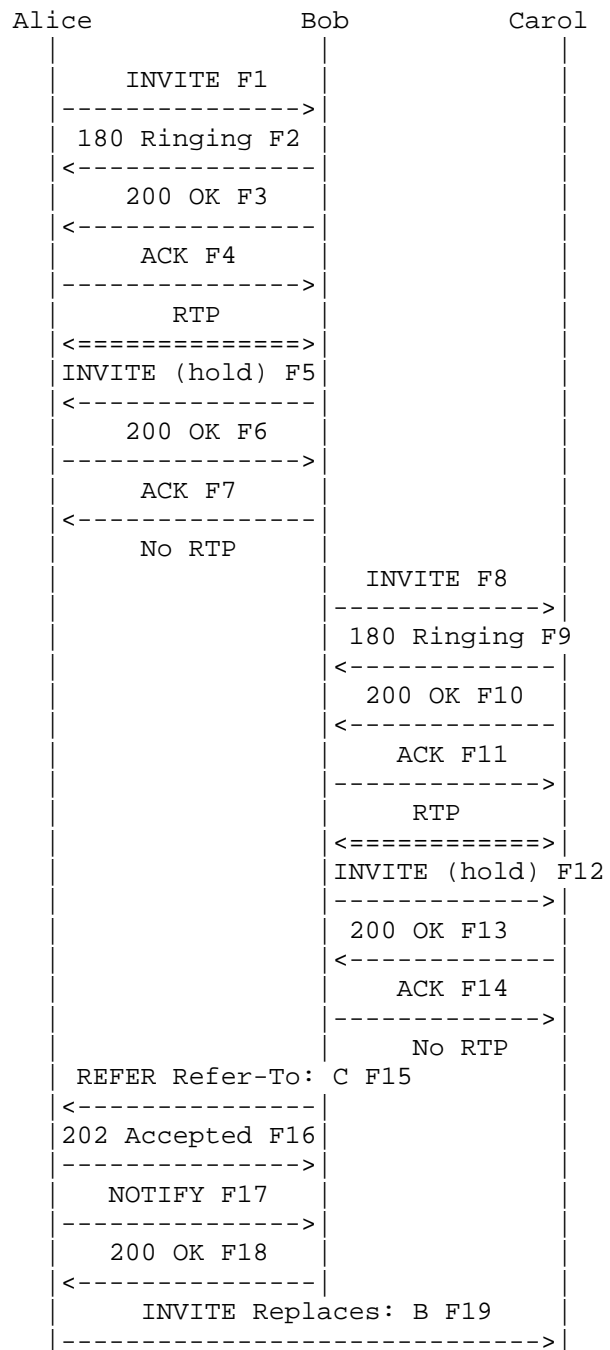 Alice Bob Carol
INVITE F1
180 Ringing F2
200 OK F3
ACK F4
RTP
INVITE (hold) F5
200 OK F6
ACK F7
No RTP
INVITE F8
180 Ringing F9
200 OK F10
ACK F11
RTP
INVITE (hold) F12
200 OK F13
ACK F14
No RTP
REFER Refer-To: C F15
202 Accepted F16
NOTIFY F17
200 OK F18
INVITE Replaces: B F19